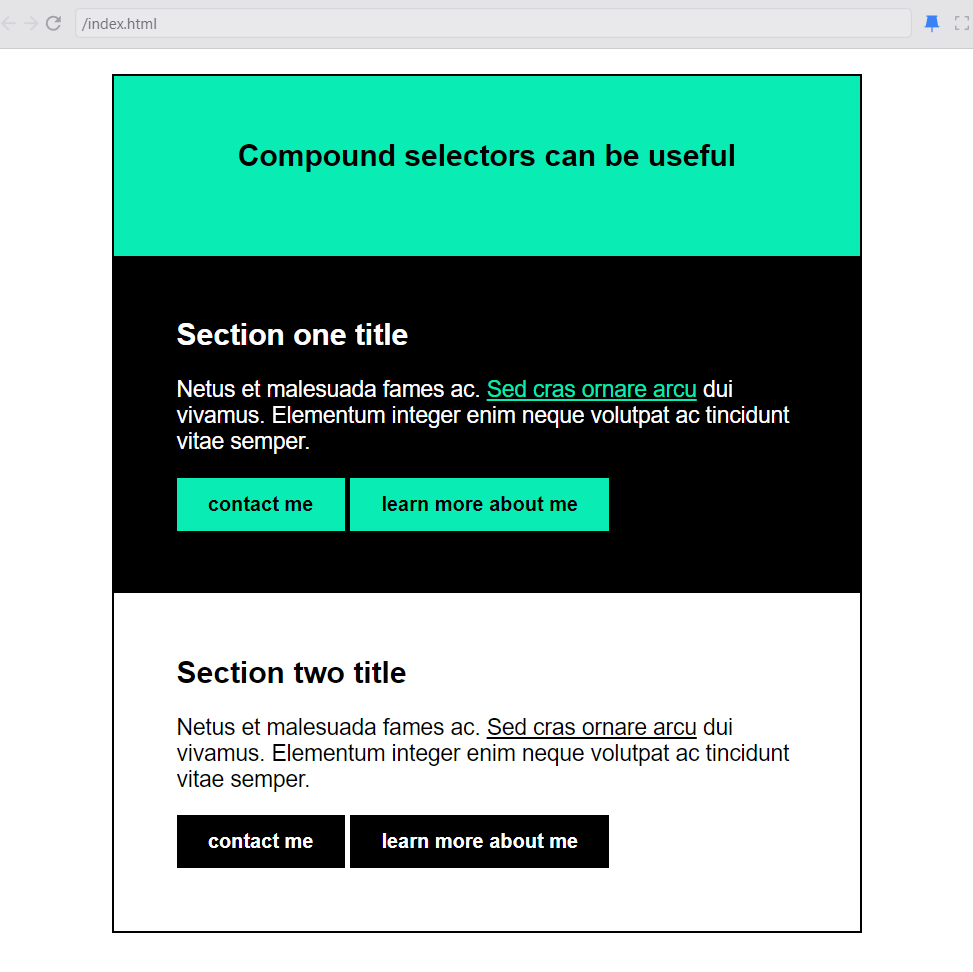 /index.html
Compound selectors can be useful
Section one title
Netus et malesuada fames ac. Sed cras ornare arcu dui
vivamus. Elementum integer enim neque volutpat ac tincidunt
vitae semper.
contact me learn more about me
Section two title
Netus et malesuada fames ac. Sed cras ornare arcu dui
vivamus. Elementum integer enim neque volutpat ac tincidunt
vitae semper.
contact me learn more about me